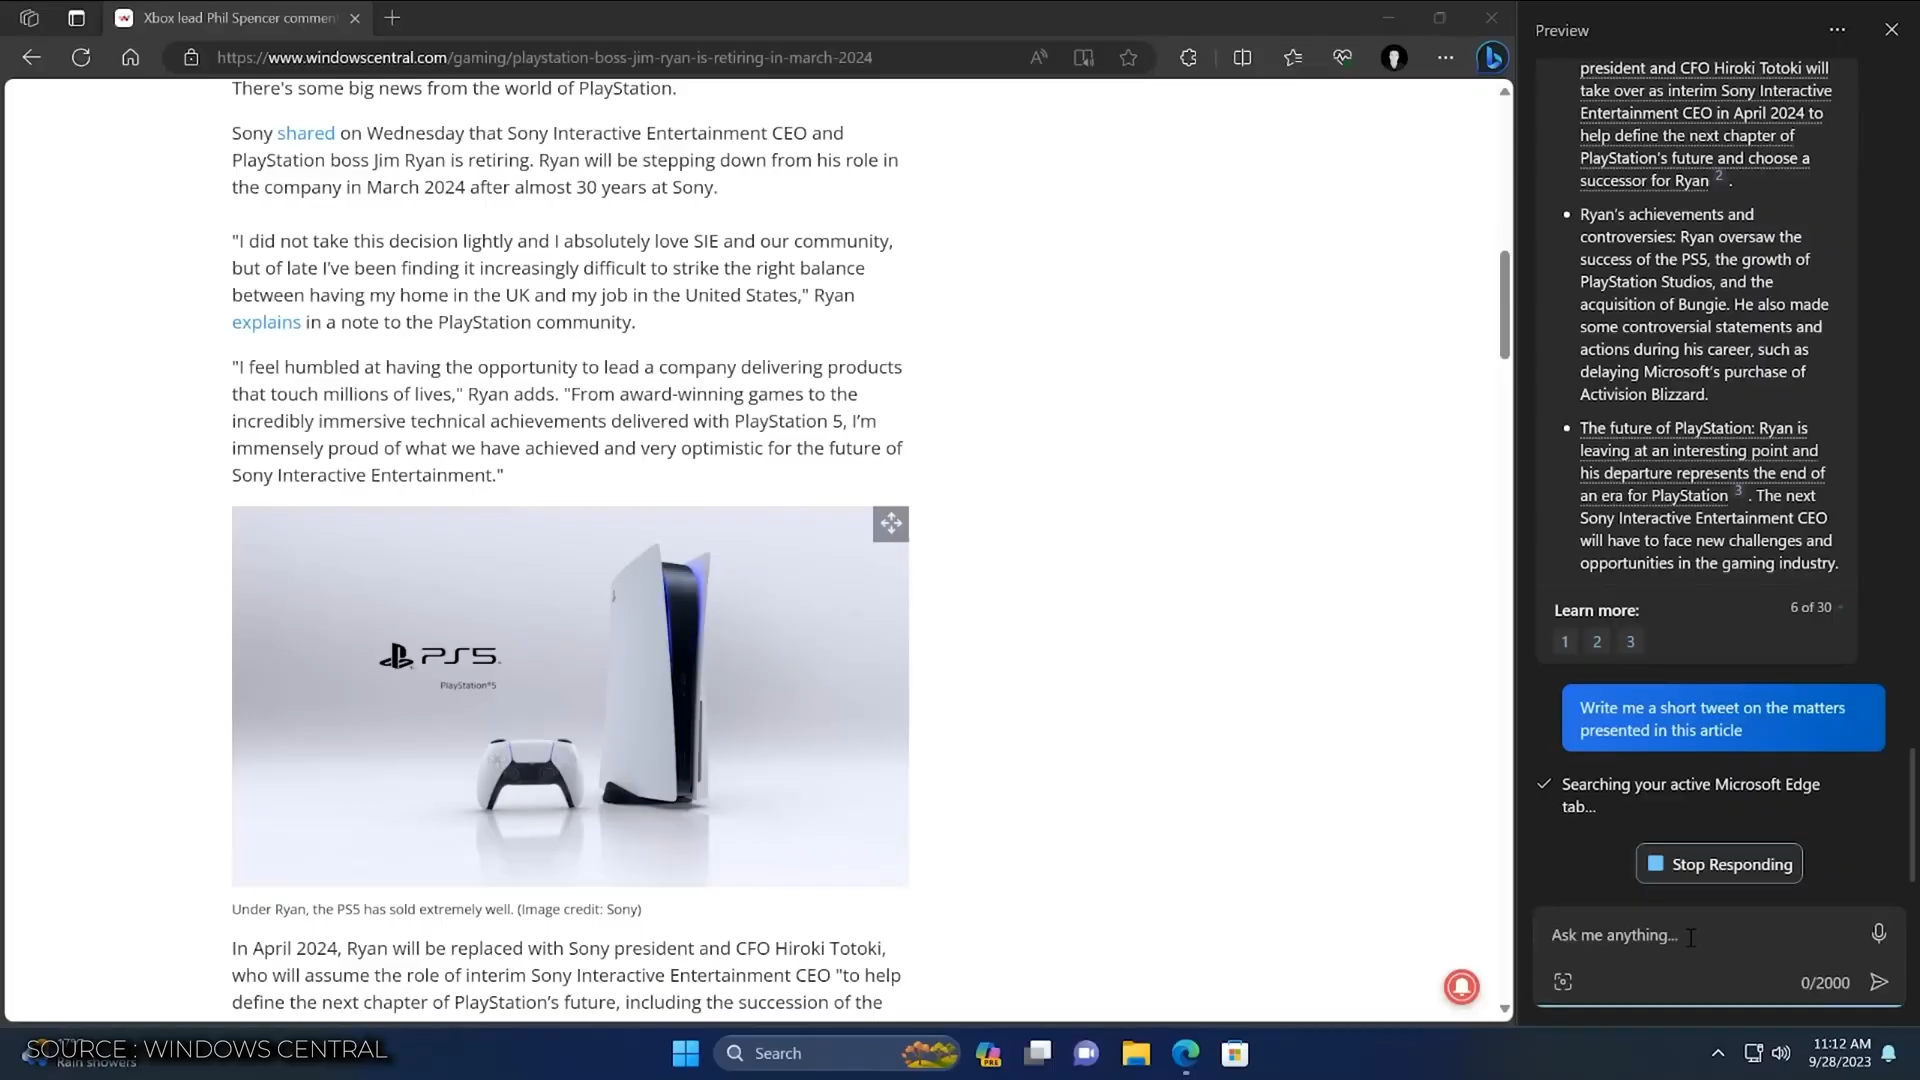 Xbox lead Phil Spencer commen
https://www.windowscentral.com/gaming/playstation-boss-jim-ryan-is-retiring-in-march-2024
There's some big news from the world of PlayStation.
Sony shared on Wednesday that Sony Interactive Entertainment CEO and
PlayStation boss Jim Ryan is retiring. Ryan will be stepping down from his role in
the company in March 2024 after almost 30 years at Sony.
"I did not take this decision lightly and I absolutely love SIE and our community,
but of late I've been finding it increasingly difficult to strike the right balance
between having my home in the UK and my job in the United States," Ryan
explains in a note to the PlayStation community.
"I feel humbled at having the opportunity to lead a company delivering products
that touch millions of lives," Ryan adds. "From award-winning games to the
incredibly immersive technical achievements delivered with PlayStation 5, I'm
immensely proud of what we have achieved and very optimistic for the future of
Sony Interactive Entertainment."
PS5
PlayStation®5
Under Ryan, the PS5 has sold extremely well. (Image credit: Sony)
In April 2024, Ryan will be replaced with Sony president and CFO Hiroki Totoki,
who will assume the role of interim Sony Interactive Entertainment CEO "to help
define the next chapter of PlayStation's future, including the succession of the
Preview
president and CFO Hiroki Totoki will
take over as interim Sony Interactive
Entertainment CEO in April 2024 to
help define the next chapter of
PlayStation's future and choose a
successor for Ryan 2 .
• Ryan's achievements and
controversies: Ryan oversaw the
success of the PS5, the growth of
PlayStation Studios, and the
acquisition of Bungie. He also made
some controversial statements and
actions during his career, such as
delaying Microsoft's purchase of
Activision Blizzard.
• The future of PlayStation: Ryan is
leaving at an interesting point and
his departure represents the end of
an era for PlayStation 3 . The next
Sony Interactive Entertainment CEO
will have to face new challenges and
opportunities in the gaming industry.
Learn more: 6 of 30
1 2 3
Write me a short tweet on the matters
presented in this article
Searching your active Microsoft Edge
tab...
Stop Responding
Ask me anything...
0/2000
SOURCE : WINDOWS CENTRAL
Rain showers
Search
PRE
11:12 AM
9/28/2023